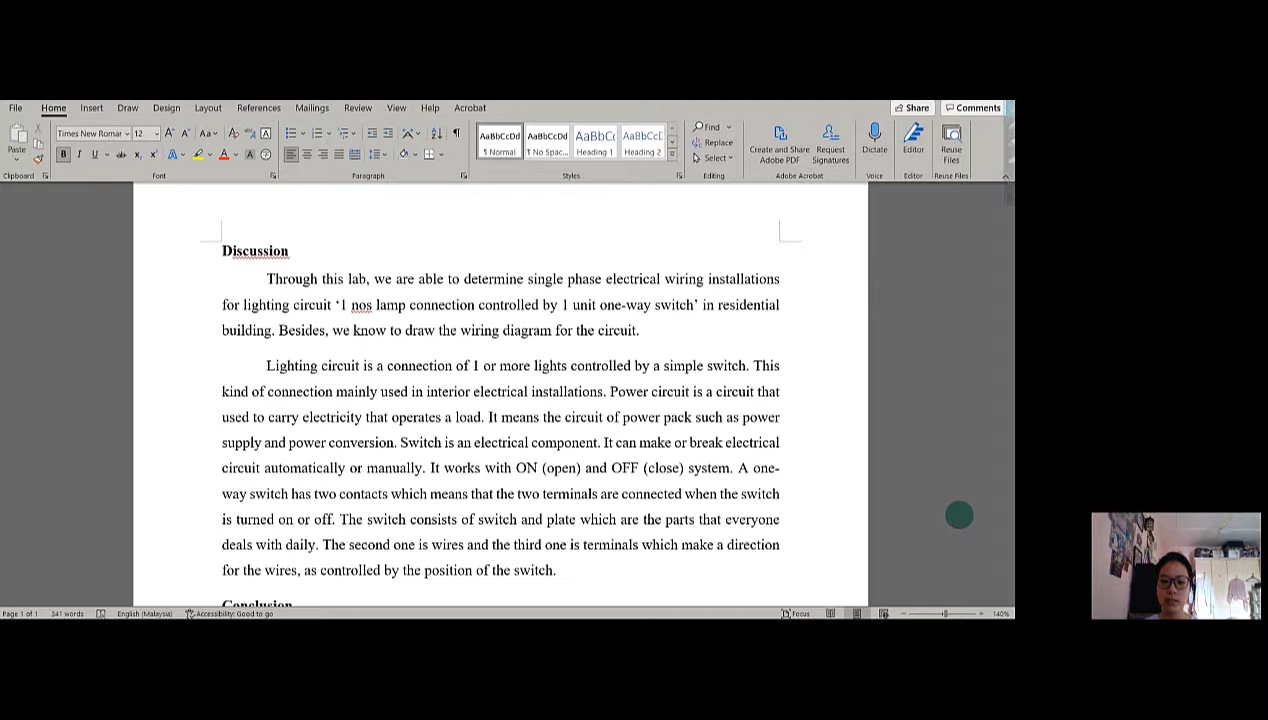 File Home Insert Draw Design Layout References Mailings Review View Help Acrobat Share Comments
Times New Roman 12 Find
Paste AaBbCcDd AaBbCcDd AaBbC AaBbCcD Replace Create and Share Request Dictate Editor Reuse
¶ Normal ¶ No Spac... Heading 1 Heading 2 Select Adobe PDF Signatures Files
Clipboard Font Paragraph Styles Editing Adobe Acrobat Voice Editor Reuse Files
Discussion
Through this lab, we are able to determine single phase electrical wiring installations
for lighting circuit ‘1 nos lamp connection controlled by 1 unit one-way switch’ in residential
building. Besides, we know to draw the wiring diagram for the circuit.
Lighting circuit is a connection of 1 or more lights controlled by a simple switch. This
kind of connection mainly used in interior electrical installations. Power circuit is a circuit that
used to carry electricity that operates a load. It means the circuit of power pack such as power
supply and power conversion. Switch is an electrical component. It can make or break electrical
circuit automatically or manually. It works with ON (open) and OFF (close) system. A one-
way switch has two contacts which means that the two terminals are connected when the switch
is turned on or off. The switch consists of switch and plate which are the parts that everyone
deals with daily. The second one is wires and the third one is terminals which make a direction
for the wires, as controlled by the position of the switch.
Conclusion
Page 1 of 1 341 words English (Malaysia) Accessibility: Good to go Focus 140%